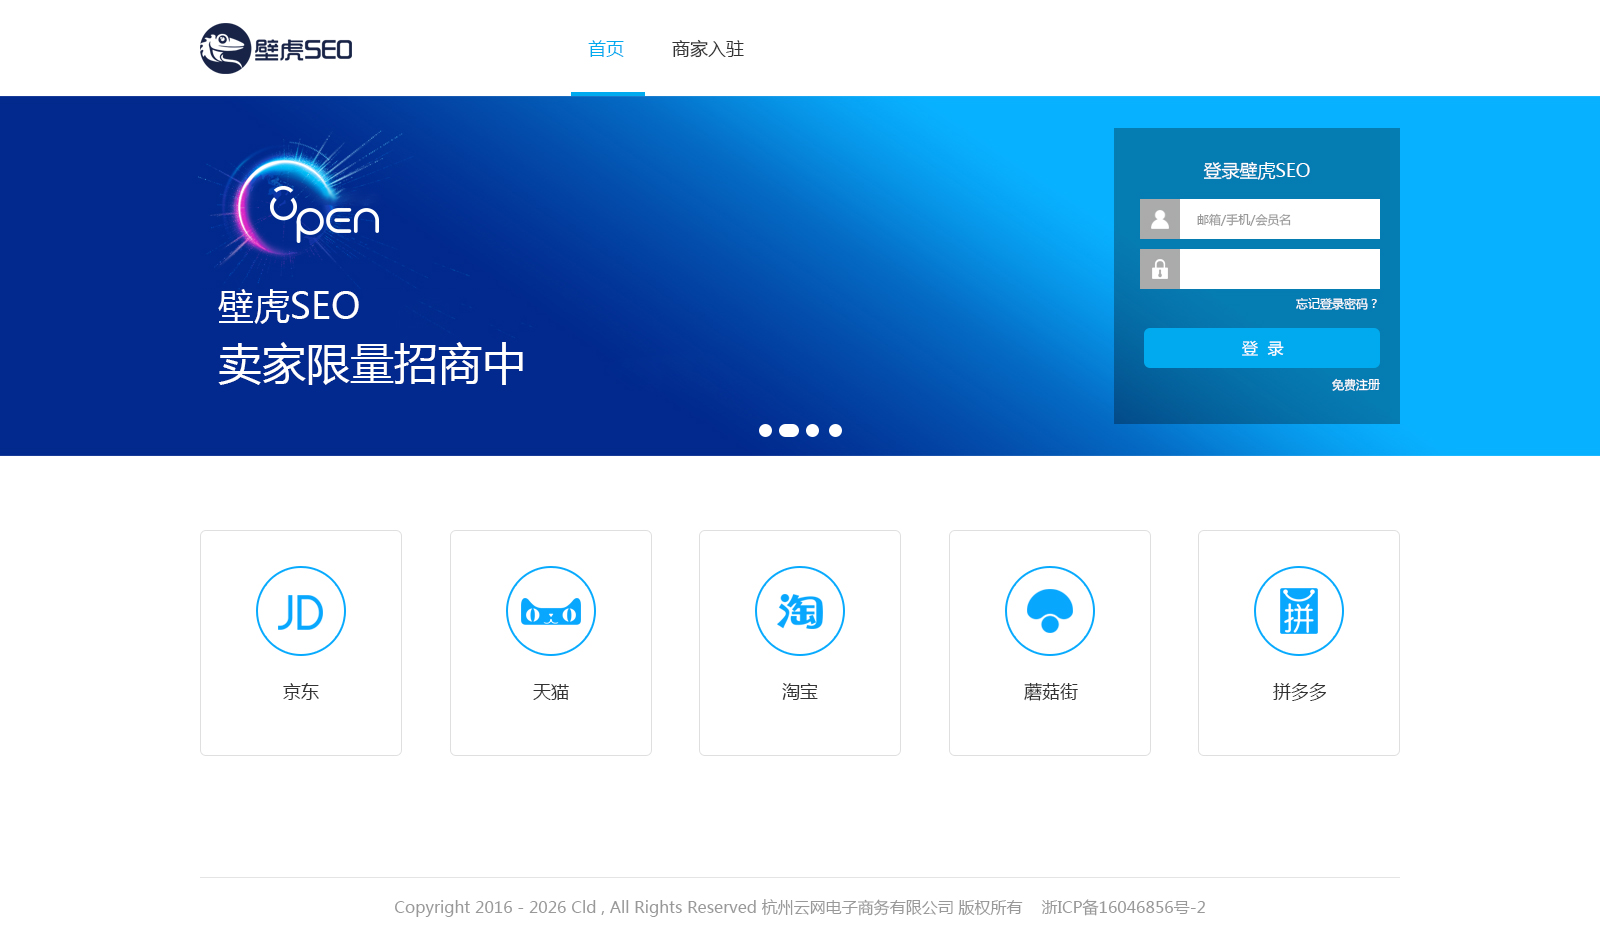 壁虎SEO
首页
商家入驻
open
壁虎SEO
卖家限量招商中
登录壁虎SEO
邮箱/手机/会员名
忘记登录密码？
登 录
免费注册
JD
淘
拼
京东
天猫
淘宝
蘑菇街
拼多多
Copyright 2016 - 2026 Cld , All Rights Reserved 杭州云网电子商务有限公司 版权所有 浙ICP备16046856号-2